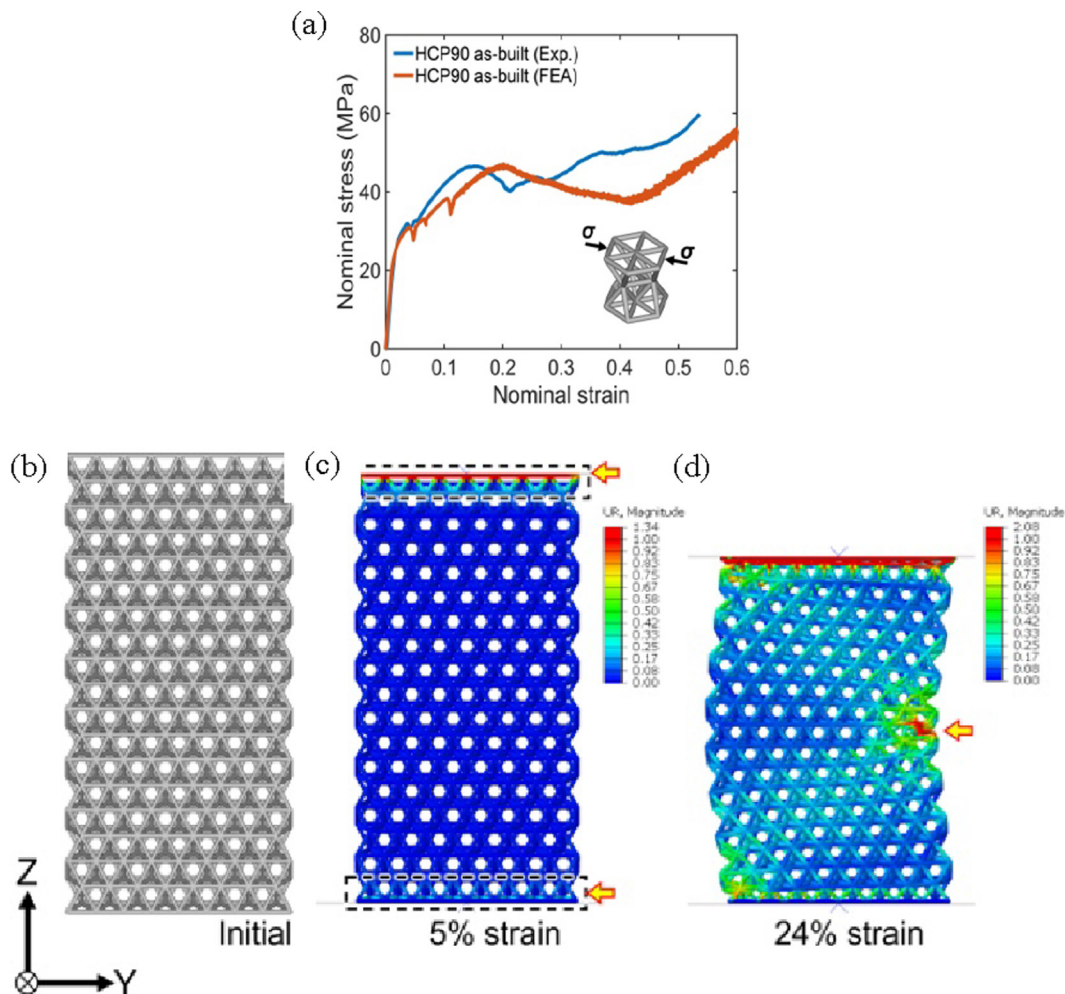 (a)
80
60
40
20
0
Nominal stress (MPa)
HCP90 as-built (Exp.)
HCP90 as-built (FEA)
σ
σ
0 0.1 0.2 0.3 0.4 0.5 0.6
Nominal strain
(b)
(c)
(d)
UR, Magnitude
1.34
1.00
0.92
0.83
0.75
0.67
0.58
0.50
0.42
0.33
0.25
0.17
0.08
0.00
UR, Magnitude
2.08
1.00
0.92
0.83
0.75
0.67
0.58
0.50
0.42
0.33
0.25
0.17
0.08
0.00
Z
Y
Initial
5% strain
24% strain